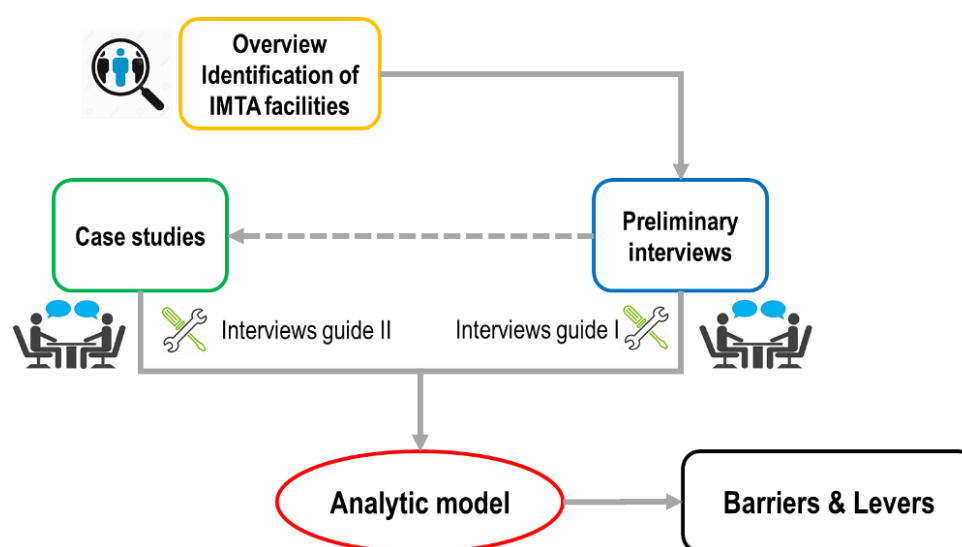 Overview
Identification of
IMTA facilities
Case studies
Preliminary
interviews
Interviews guide II
Interviews guide I
Analytic model
Barriers & Levers